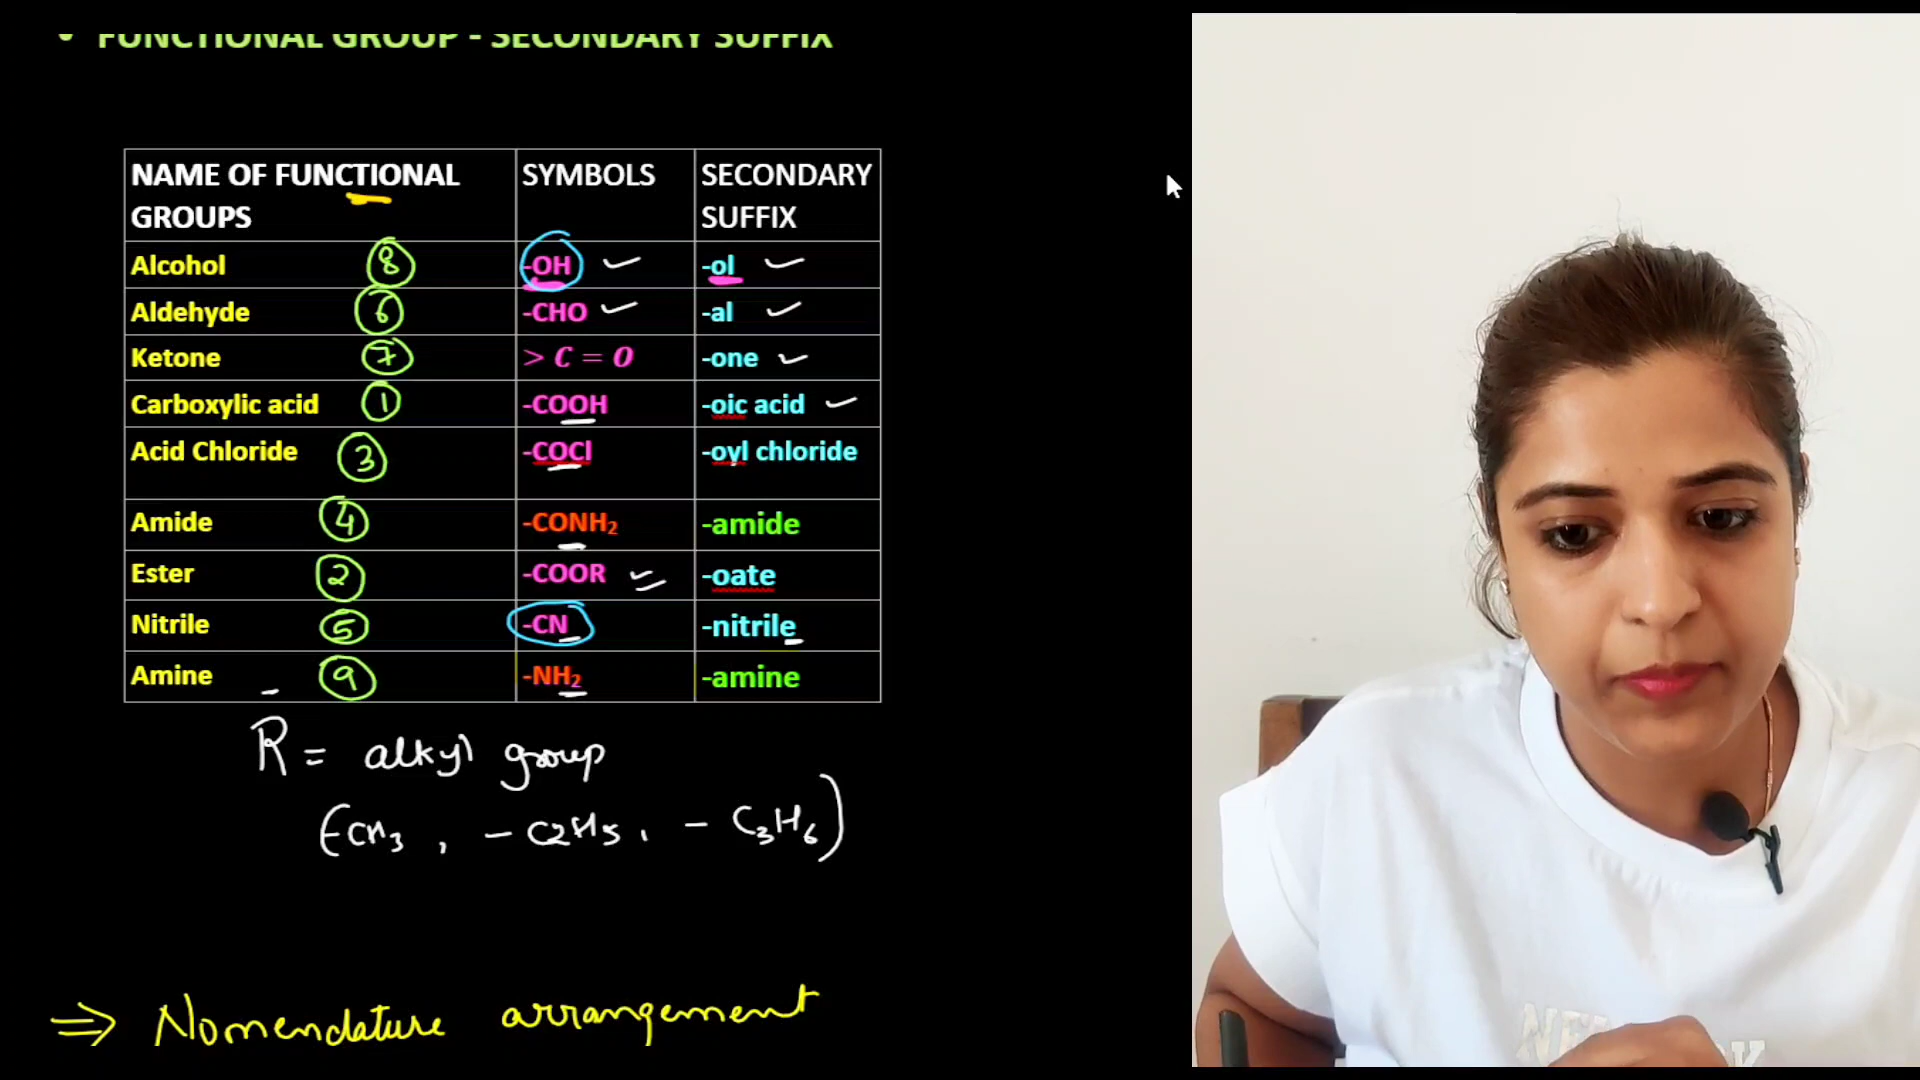 • FUNCTIONAL GROUP - SECONDARY SUFFIX
NAME OF FUNCTIONAL GROUPS SYMBOLS SECONDARY SUFFIX
Alcohol 8 -OH -ol
Aldehyde 6 -CHO -al
Ketone 7 > C = O -one
Carboxylic acid 1 -COOH -oic acid
Acid Chloride 3 -COCl -oyl chloride
Amide 4 -CONH₂ -amide
Ester 2 -COOR -oate
Nitrile 5 -CN -nitrile
Amine 9 -NH₂ -amine
R = alkyl group
(-CH₃, -C₂H₅, -C₃H₆)
⇒ Nomenclature arrangement